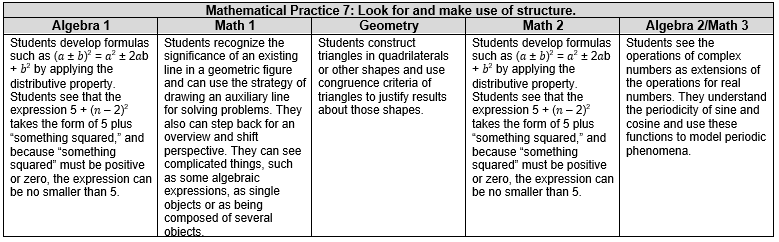 Mathematical Practice 7: Look for and make use of structure.
Algebra 1
Math 1
Geometry
Math 2
Algebra 2/Math 3
Students develop formulas
such as (a ± b)² = a² ± 2ab
+ b² by applying the
distributive property.
Students see that the
expression 5 + (n – 2)²
takes the form of 5 plus
“something squared,” and
because “something
squared” must be positive
or zero, the expression can
be no smaller than 5.
Students recognize the
significance of an existing
line in a geometric figure
and can use the strategy of
drawing an auxiliary line
for solving problems. They
also can step back for an
overview and shift
perspective. They can see
complicated things, such
as some algebraic
expressions, as single
objects or as being
composed of several
objects.
Students construct
triangles in quadrilaterals
or other shapes and use
congruence criteria of
triangles to justify results
about those shapes.
Students develop formulas
such as (a ± b)² = a² ± 2ab
+ b² by applying the
distributive property.
Students see that the
expression 5 + (n – 2)²
takes the form of 5 plus
“something squared,” and
because “something
squared” must be positive
or zero, the expression can
be no smaller than 5.
Students see the
operations of complex
numbers as extensions of
the operations for real
numbers. They understand
the periodicity of sine and
cosine and use these
functions to model periodic
phenomena.